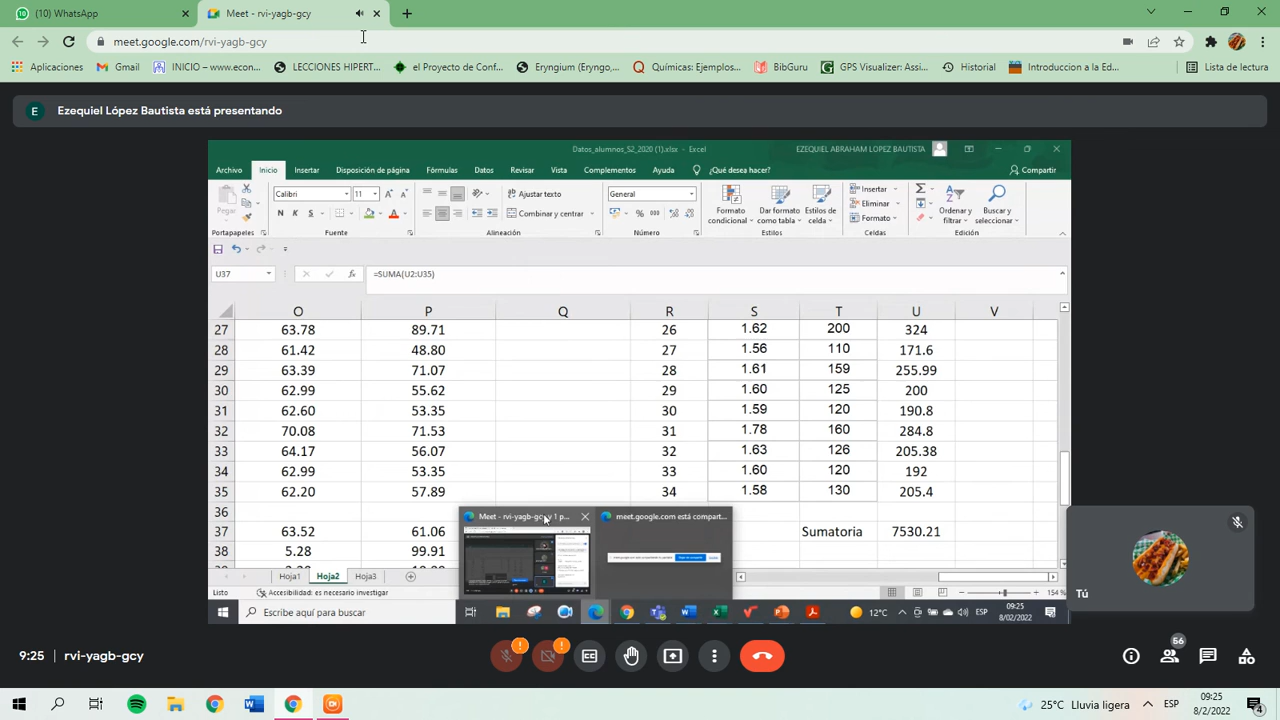 (10) WhatsApp
Meet - rvi-yagb-gcy
meet.google.com/rvi-yagb-gcy
Aplicaciones
Gmail
INICIO – www.econ...
LECCIONES HIPERT...
el Proyecto de Conf...
Eryngium (Eryngo,...
Químicas: Ejemplos...
BibGuru
GPS Visualizer: Assi...
Historial
Introduccion a la Ed...
Lista de lectura
E
Ezequiel López Bautista está presentando
Datos_alumnos_S2_2020 (1).xlsx - Excel
EZEQUIEL ABRAHAM LOPEZ BAUTISTA
Archivo Inicio Insertar Disposición de página Fórmulas Datos Revisar Vista Complementos Ayuda ¿Qué desea hacer? Compartir
Pegar
Calibri 11
N K S
Ajustar texto
Combinar y centrar
General
% 000
Formato condicional
Dar formato como tabla
Estilos de celda
Insertar
Eliminar
Formato
Ordenar y filtrar
Buscar y seleccionar
Portapapeles Fuente Alineación Número Estilos Celdas Edición
U37 fx =SUMA(U2:U35)
O P Q R S T U V
27 63.78 89.71 26 1.62 200 324
28 61.42 48.80 27 1.56 110 171.6
29 63.39 71.07 28 1.61 159 255.99
30 62.99 55.62 29 1.60 125 200
31 62.60 53.35 30 1.59 120 190.8
32 70.08 71.53 31 1.78 160 284.8
33 64.17 56.07 32 1.63 126 205.38
34 62.99 53.35 33 1.60 120 192
35 62.20 57.89 34 1.58 130 205.4
36
37 63.52 61.06 Sumatoria 7530.21
38 5.28 99.91
Meet - rvi-yagb-gcy y 1 p...
meet.google.com está compart...
Hoja1 Hoja2 Hoja3
Listo
Accesibilidad: es necesario investigar
154 %
Escribe aquí para buscar
12°C
ESP
09:25
8/02/2022
Tú
9:25 | rvi-yagb-gcy
56
25°C Lluvia ligera
ESP
09:25
8/2/2022
4